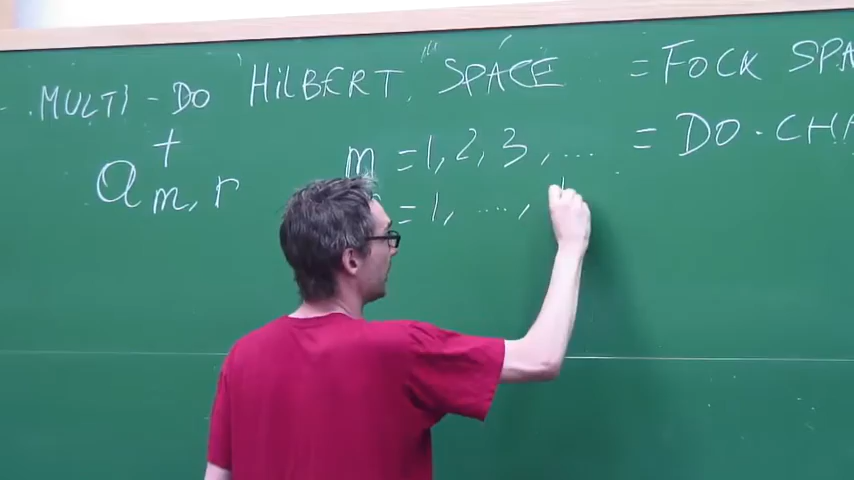 MULTI-DO HILBERT SPACE = FOCK SPA
a†m,r m = 1, 2, 3, .... = DO-CHA
= 1, ....,